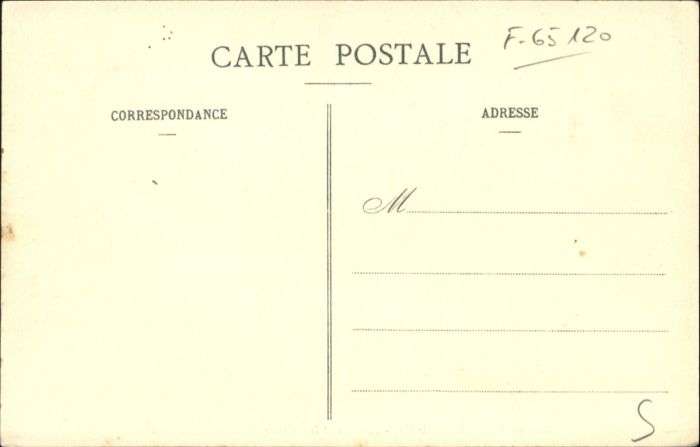 F-65120
CARTE POSTALE
CORRESPONDANCE
ADRESSE
M
S